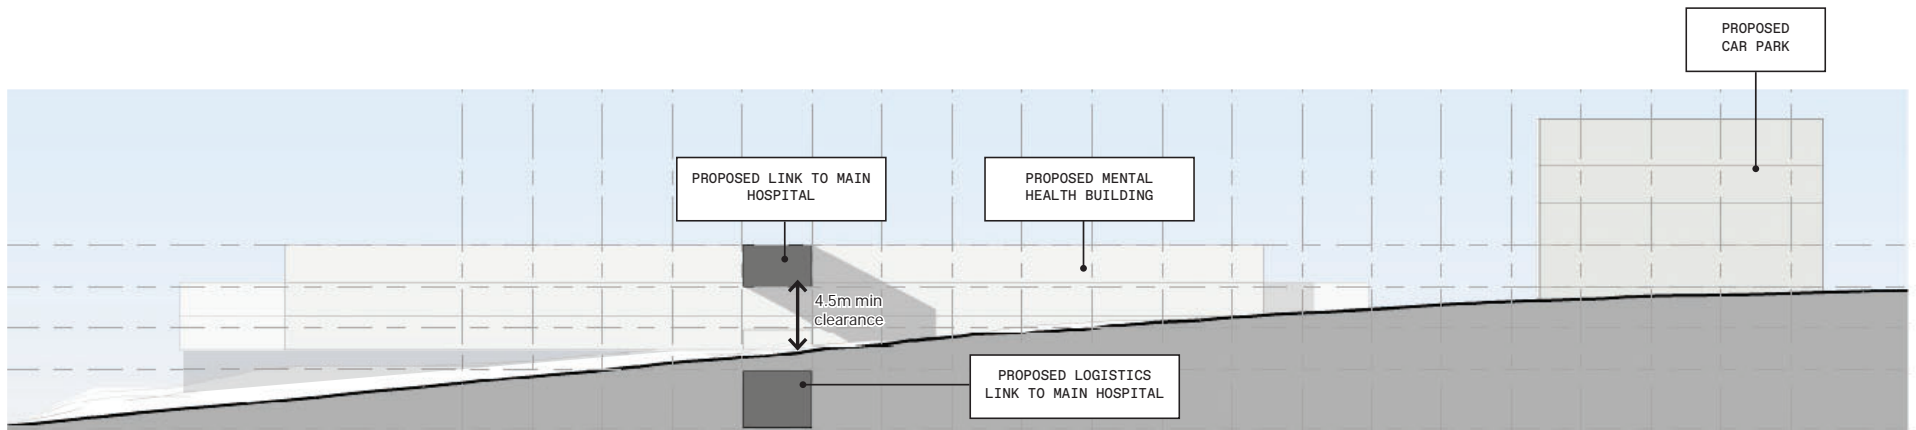 PROPOSED
CAR PARK
PROPOSED LINK TO MAIN
HOSPITAL
PROPOSED MENTAL
HEALTH BUILDING
4.5m min
clearance
PROPOSED LOGISTICS
LINK TO MAIN HOSPITAL